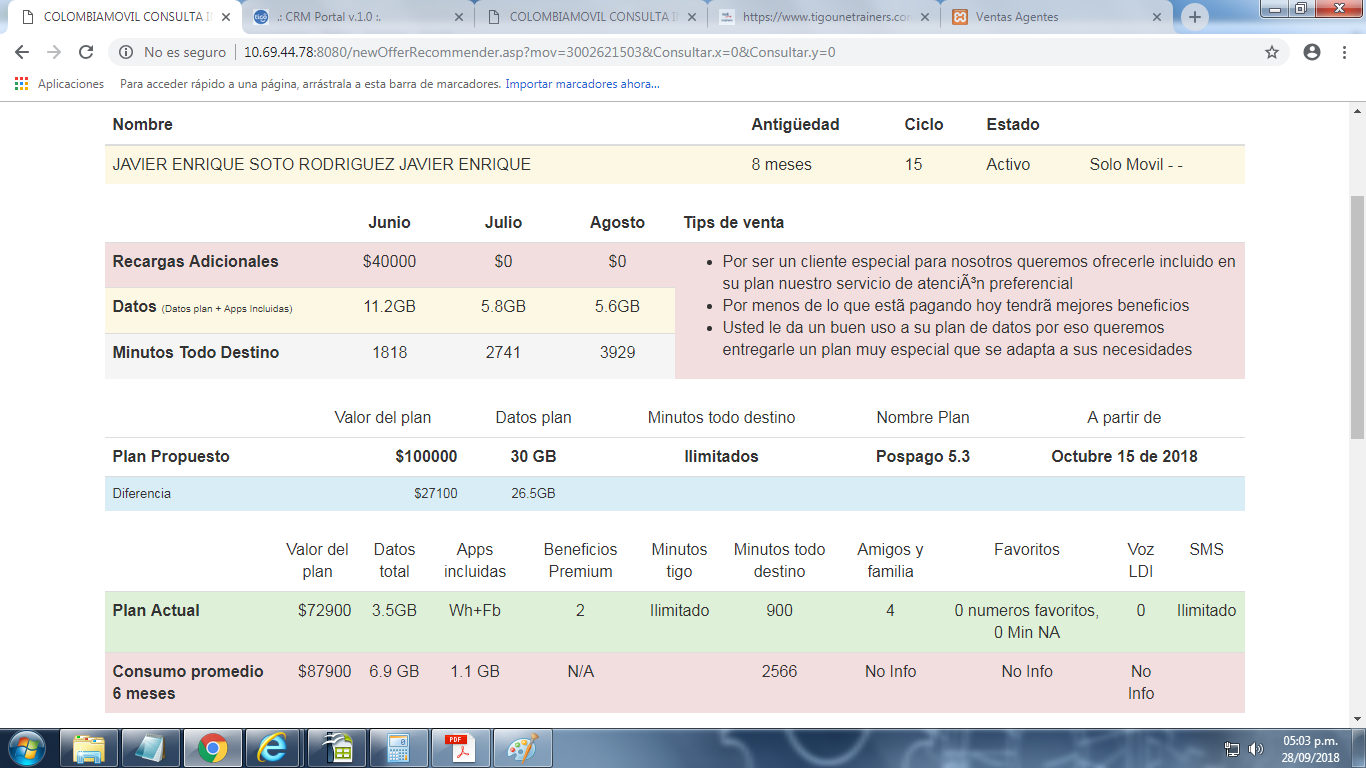 COLOMBIAMOVIL CONSULTA I
.: CRM Portal v.1.0 :.
COLOMBIAMOVIL CONSULTA I
https://www.tigounetrainers.con
Ventas Agentes
No es seguro
10.69.44.78:8080/newOfferRecommender.asp?mov=3002621503&Consultar.x=0&Consultar.y=0
Aplicaciones
Para acceder rápido a una página, arrástrala a esta barra de marcadores.
Importar marcadores ahora...
Nombre Antigüedad Ciclo Estado
JAVIER ENRIQUE SOTO RODRIGUEZ JAVIER ENRIQUE 8 meses 15 Activo Solo Movil - -
Junio Julio Agosto Tips de venta
Recargas Adicionales $40000 $0 $0
Datos (Datos plan + Apps Incluidas) 11.2GB 5.8GB 5.6GB
Minutos Todo Destino 1818 2741 3929
• Por ser un cliente especial para nosotros queremos ofrecerle incluido en
su plan nuestro servicio de atenciÃ³n preferencial
• Por menos de lo que estã pagando hoy tendrã mejores beneficios
• Usted le da un buen uso a su plan de datos por eso queremos
entregarle un plan muy especial que se adapta a sus necesidades
Valor del plan Datos plan Minutos todo destino Nombre Plan A partir de
Plan Propuesto $100000 30 GB Ilimitados Pospago 5.3 Octubre 15 de 2018
Diferencia $27100 26.5GB
Valor del Datos Apps Beneficios Minutos Minutos todo Amigos y Favoritos Voz SMS
plan total incluidas Premium tigo destino familia LDI
Plan Actual $72900 3.5GB Wh+Fb 2 Ilimitado 900 4 0 numeros favoritos, 0 Ilimitado
0 Min NA
Consumo promedio $87900 6.9 GB 1.1 GB N/A 2566 No Info No Info No
6 meses Info
PDF
05:03 p.m.
28/09/2018